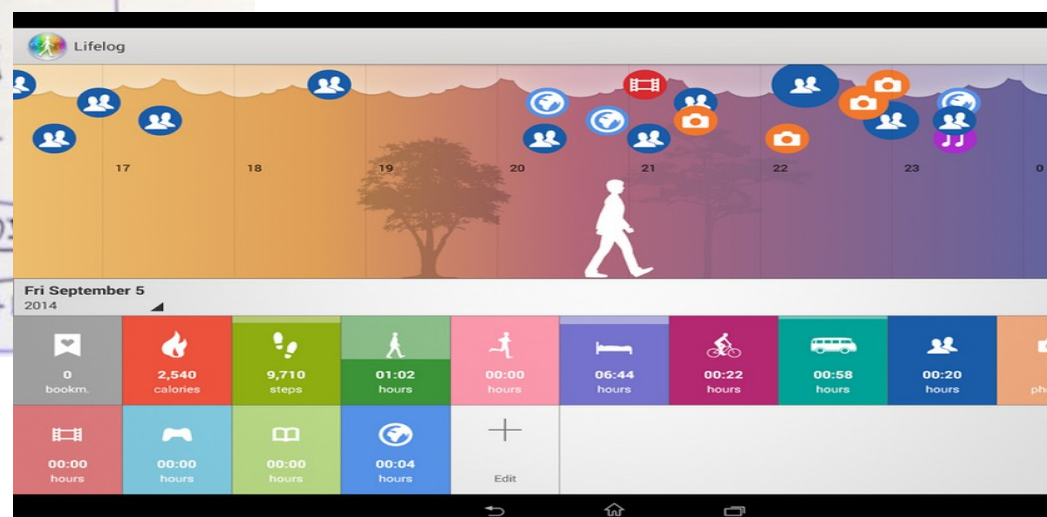 Lifelog
17 18 19 20 21 22 23 0
Fri September 5
2014
0 2,540 9,710 01:02 00:00 06:44 00:22 00:58 00:20
bookm. calories steps hours hours hours hours hours hours
00:00 00:00 00:00 00:04
hours hours hours hours Edit